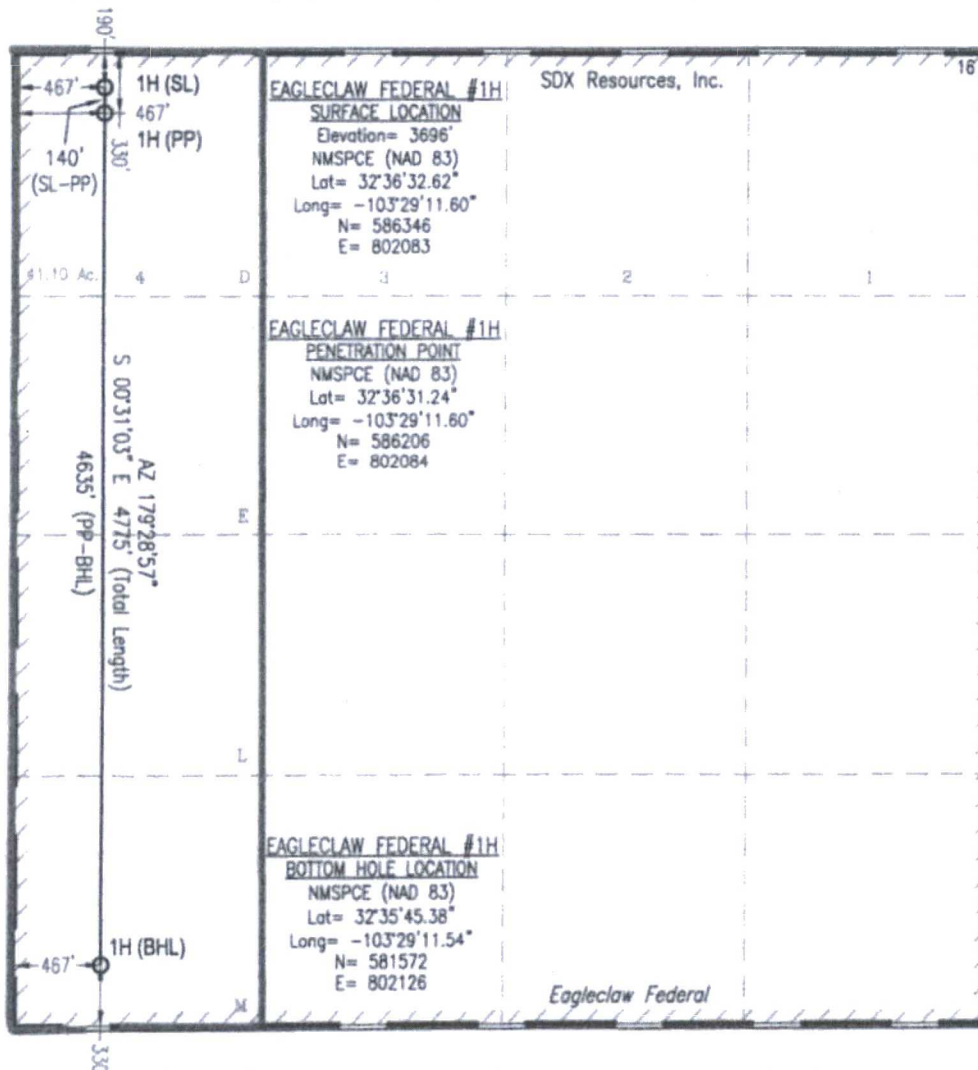 190'
467'
1H (SL)
467'
1H (PP)
330'
140'
(SL-PP)
EAGLECLAW FEDERAL #1H
SURFACE LOCATION
Elevation= 3696'
NMSPCE (NAD 83)
Lat= 32°36'32.62"
Long= -103°29'11.60"
N= 586346
E= 802083
SDX Resources, Inc.
16
41.10 Ac.
4
D
3
2
1
EAGLECLAW FEDERAL #1H
PENETRATION POINT
NMSPCE (NAD 83)
Lat= 32°36'31.24"
Long= -103°29'11.60"
N= 586206
E= 802084
AZ 179°28'57"
S 00°31'03" E 4775' (Total Length)
4635' (PP-BHL)
E
L
EAGLECLAW FEDERAL #1H
BOTTOM HOLE LOCATION
NMSPCE (NAD 83)
Lat= 32°35'45.38"
Long= -103°29'11.54"
N= 581572
E= 802126
1H (BHL)
467'
M
Eagleclaw Federal
330'